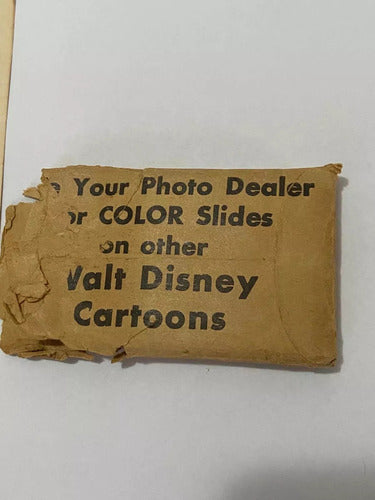 e Your Photo Dealer
or COLOR Slides
on other
Walt Disney
Cartoons